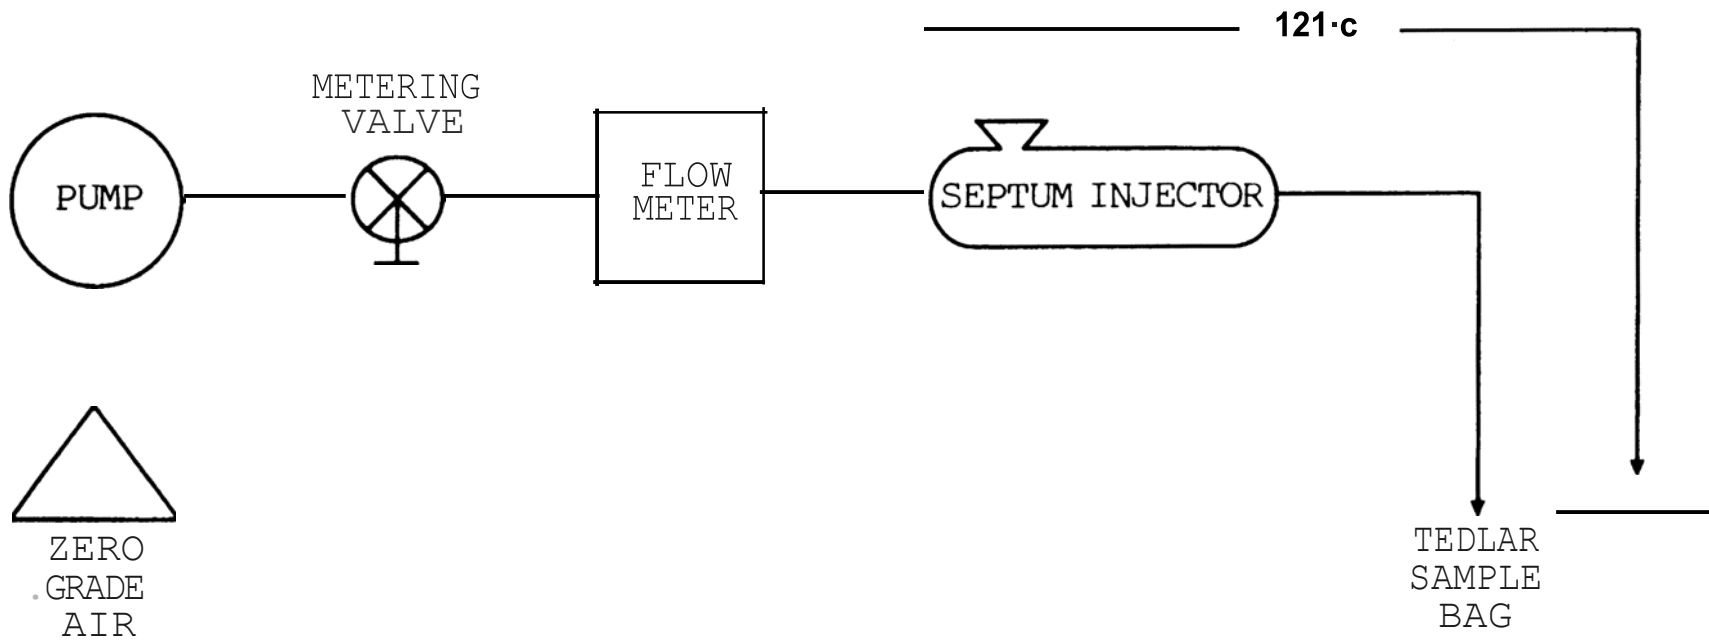 121·c
METERING
VALVE
PUMP
FLOW
METER
SEPTUM INJECTOR
ZERO
GRADE
AIR
TEDLAR
SAMPLE
BAG